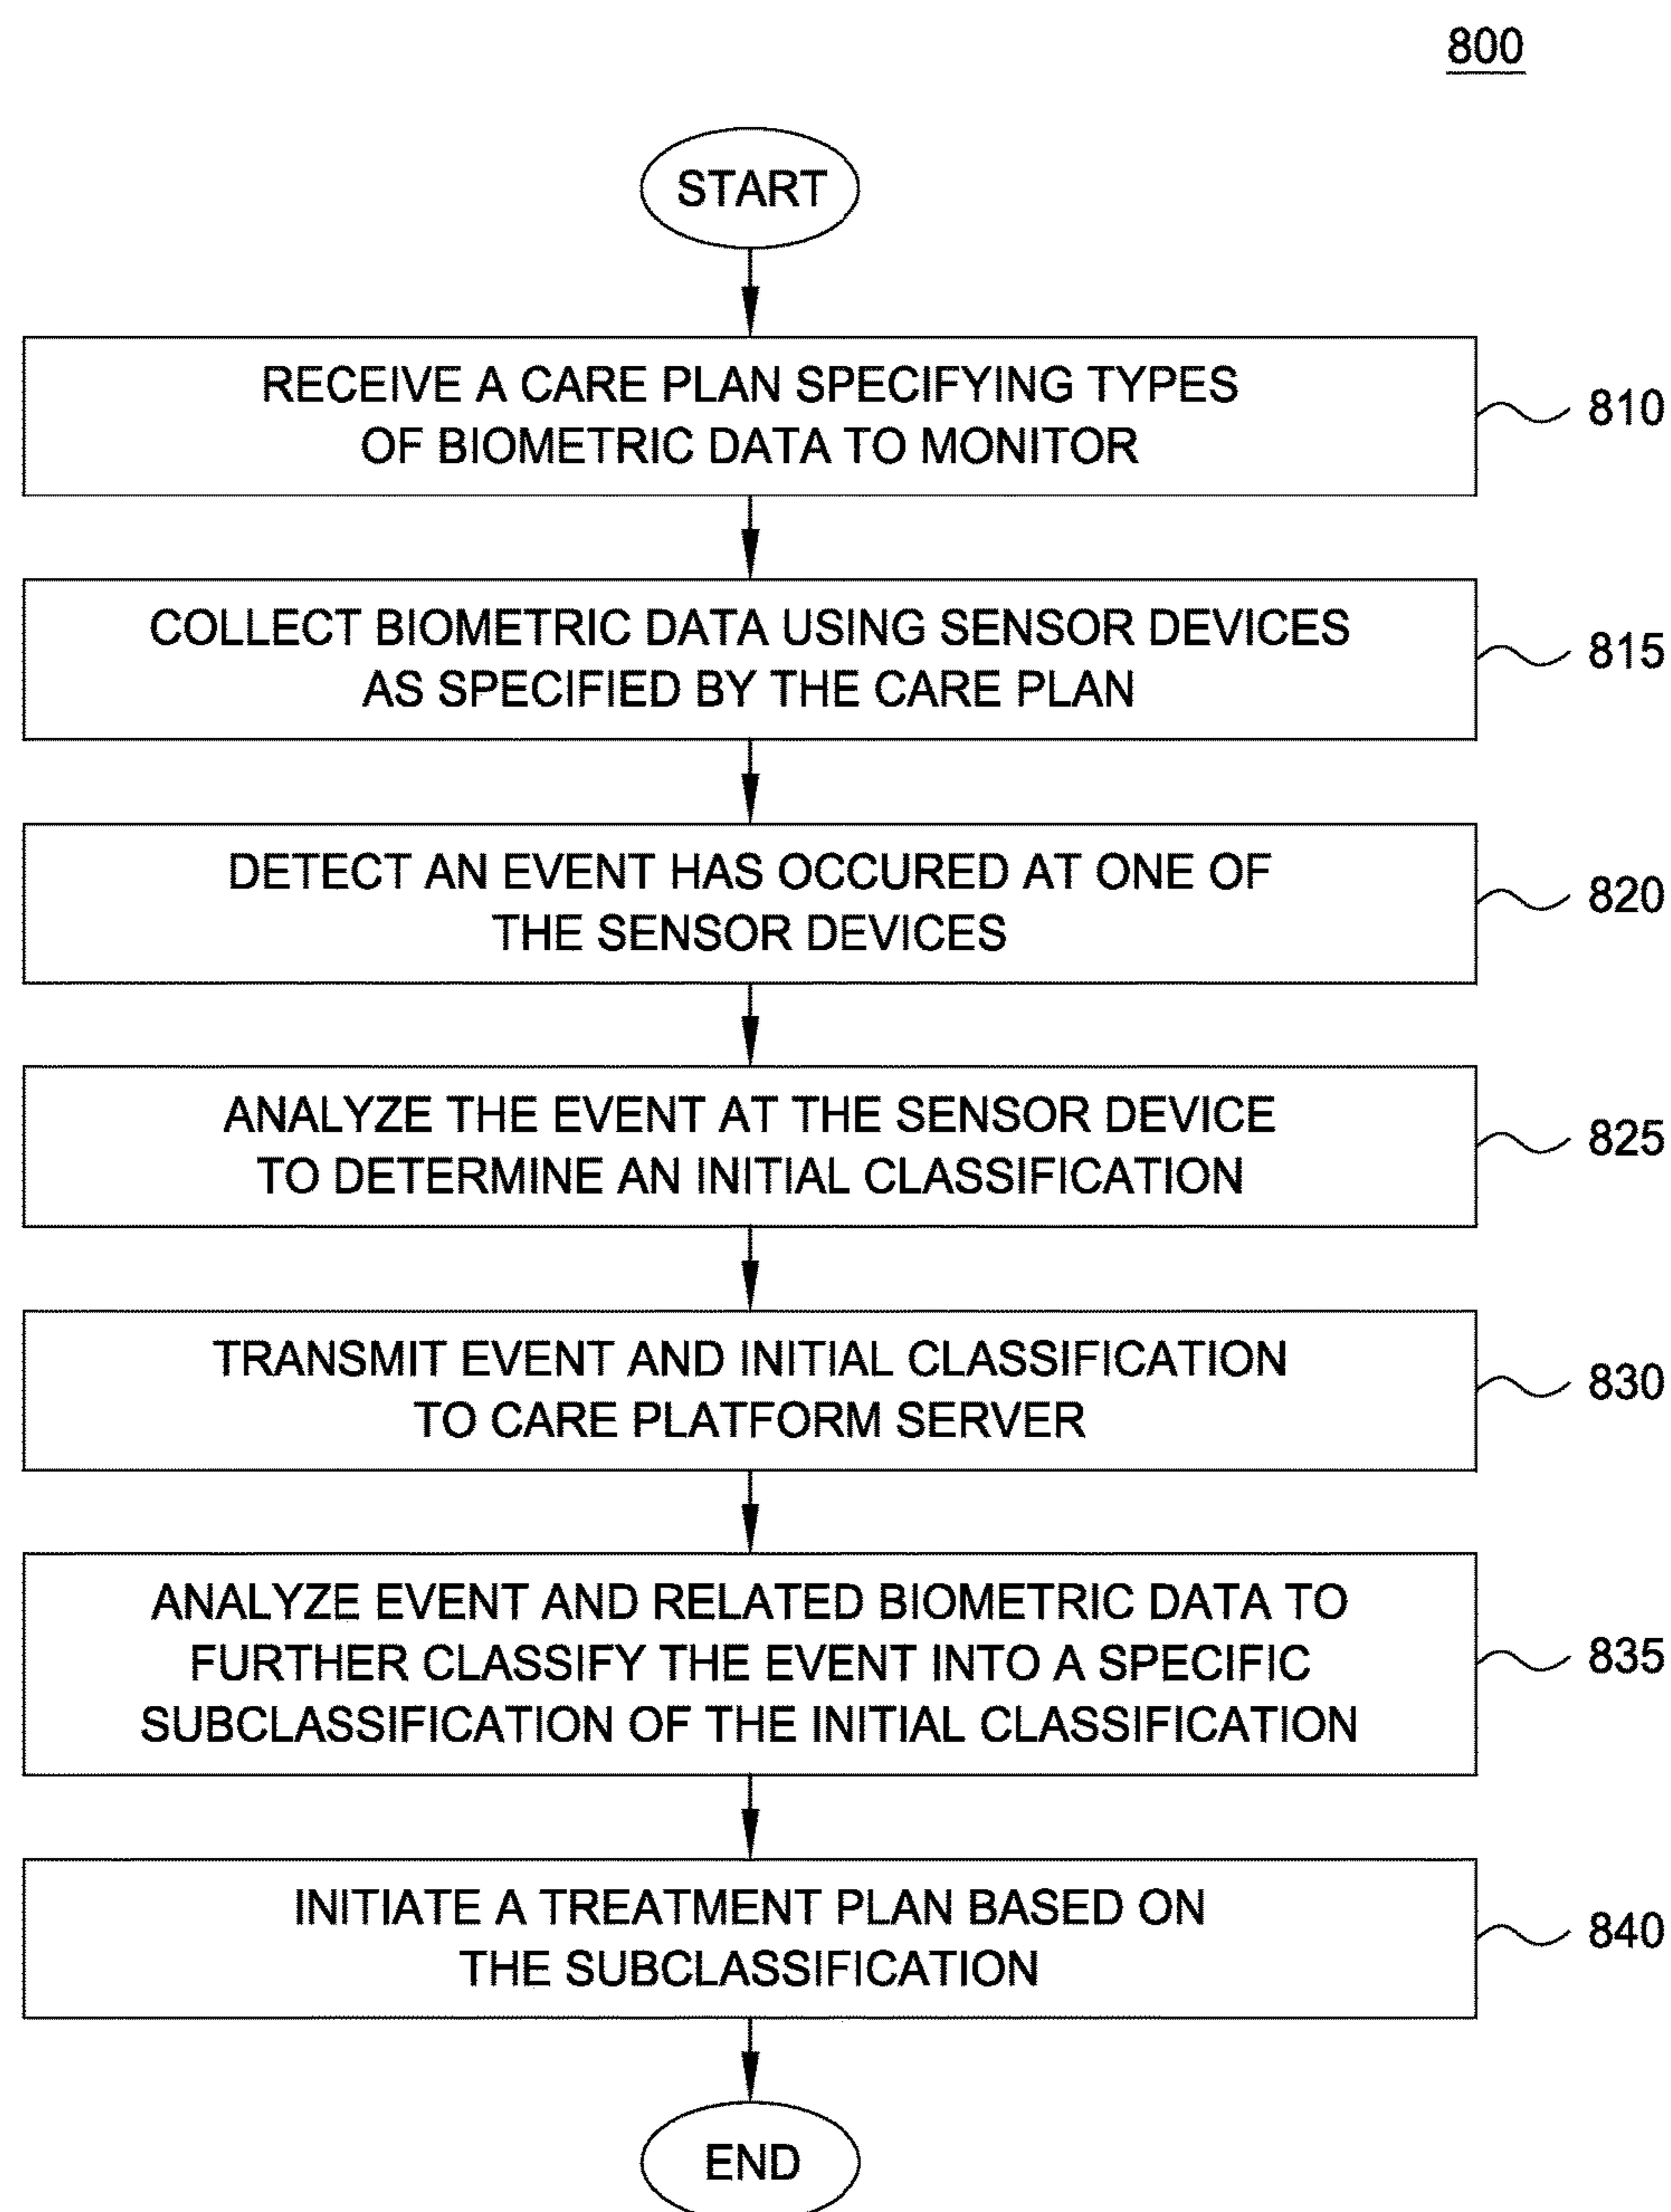 800
START
RECEIVE A CARE PLAN SPECIFYING TYPES
OF BIOMETRIC DATA TO MONITOR
810
COLLECT BIOMETRIC DATA USING SENSOR DEVICES
AS SPECIFIED BY THE CARE PLAN
815
DETECT AN EVENT HAS OCCURED AT ONE OF
THE SENSOR DEVICES
820
ANALYZE THE EVENT AT THE SENSOR DEVICE
TO DETERMINE AN INITIAL CLASSIFICATION
825
TRANSMIT EVENT AND INITIAL CLASSIFICATION
TO CARE PLATFORM SERVER
830
ANALYZE EVENT AND RELATED BIOMETRIC DATA TO
FURTHER CLASSIFY THE EVENT INTO A SPECIFIC
SUBCLASSIFICATION OF THE INITIAL CLASSIFICATION
835
INITIATE A TREATMENT PLAN BASED ON
THE SUBCLASSIFICATION
840
END